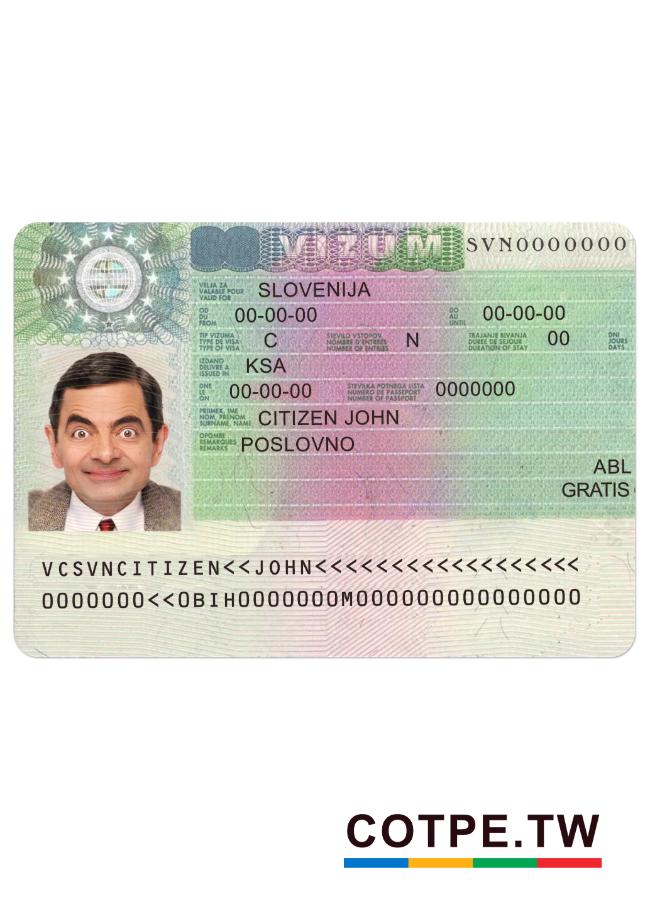 VIZUM SVN0000000
VELJA ZA
VALABLE POUR
VALID FOR
SLOVENIJA
OD
DU
FROM
00-00-00
DO
AU
UNTIL
00-00-00
TIP VIZUMA
TYPE DE VISA
TYPE OF VISA
C
ŠTEVILO VSTOPOV
NOMBRE D'ENTREES
NUMBER OF ENTRIES
N
TRAJANJE BIVANJA
DUREE DE SEJOUR
DURATION OF STAY
00
DNI
JOURS
DAYS
IZDANO
DELIVRE A
ISSUED IN
KSA
DNE
LE
ON
00-00-00
ŠTEVILKA POTNEGA LISTA
NUMERO DE PASSEPORT
NUMBER OF PASSPORT
0000000
PRIIMEK, IME
NOM, PRENOM
SURNAME, NAME
CITIZEN JOHN
OPOMBE
REMARQUES
REMARKS
POSLOVNO
ABL
GRATIS
VCSVNCITIZEN<<JOHN<<<<<<<<<<<<<<<<<<
0000000<<0BIH0000000M000000000000000
COTPE.TW